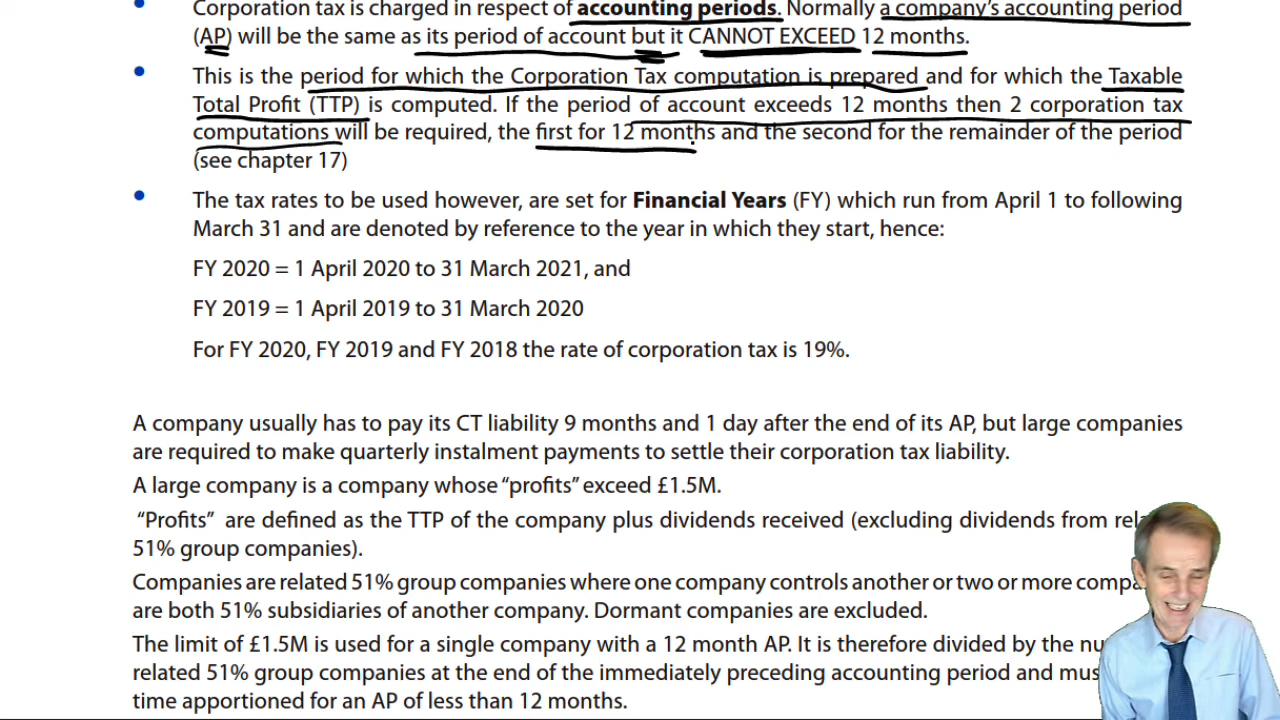 Corporation tax is charged in respect of accounting periods. Normally a company's accounting period
(AP) will be the same as its period of account but it CANNOT EXCEED 12 months.
This is the period for which the Corporation Tax computation is prepared and for which the Taxable
Total Profit (TTP) is computed. If the period of account exceeds 12 months then 2 corporation tax
computations will be required, the first for 12 months and the second for the remainder of the period
(see chapter 17)
The tax rates to be used however, are set for Financial Years (FY) which run from April 1 to following
March 31 and are denoted by reference to the year in which they start, hence:
FY 2020 = 1 April 2020 to 31 March 2021, and
FY 2019 = 1 April 2019 to 31 March 2020
For FY 2020, FY 2019 and FY 2018 the rate of corporation tax is 19%.
A company usually has to pay its CT liability 9 months and 1 day after the end of its AP, but large companies
are required to make quarterly instalment payments to settle their corporation tax liability.
A large company is a company whose "profits" exceed £1.5M.
"Profits" are defined as the TTP of the company plus dividends received (excluding dividends from
51% group companies).
Companies are related 51% group companies where one company controls another or two or more
are both 51% subsidiaries of another company. Dormant companies are excluded.
The limit of £1.5M is used for a single company with a 12 month AP. It is therefore divided by the
related 51% group companies at the end of the immediately preceding accounting period and
time apportioned for an AP of less than 12 months.